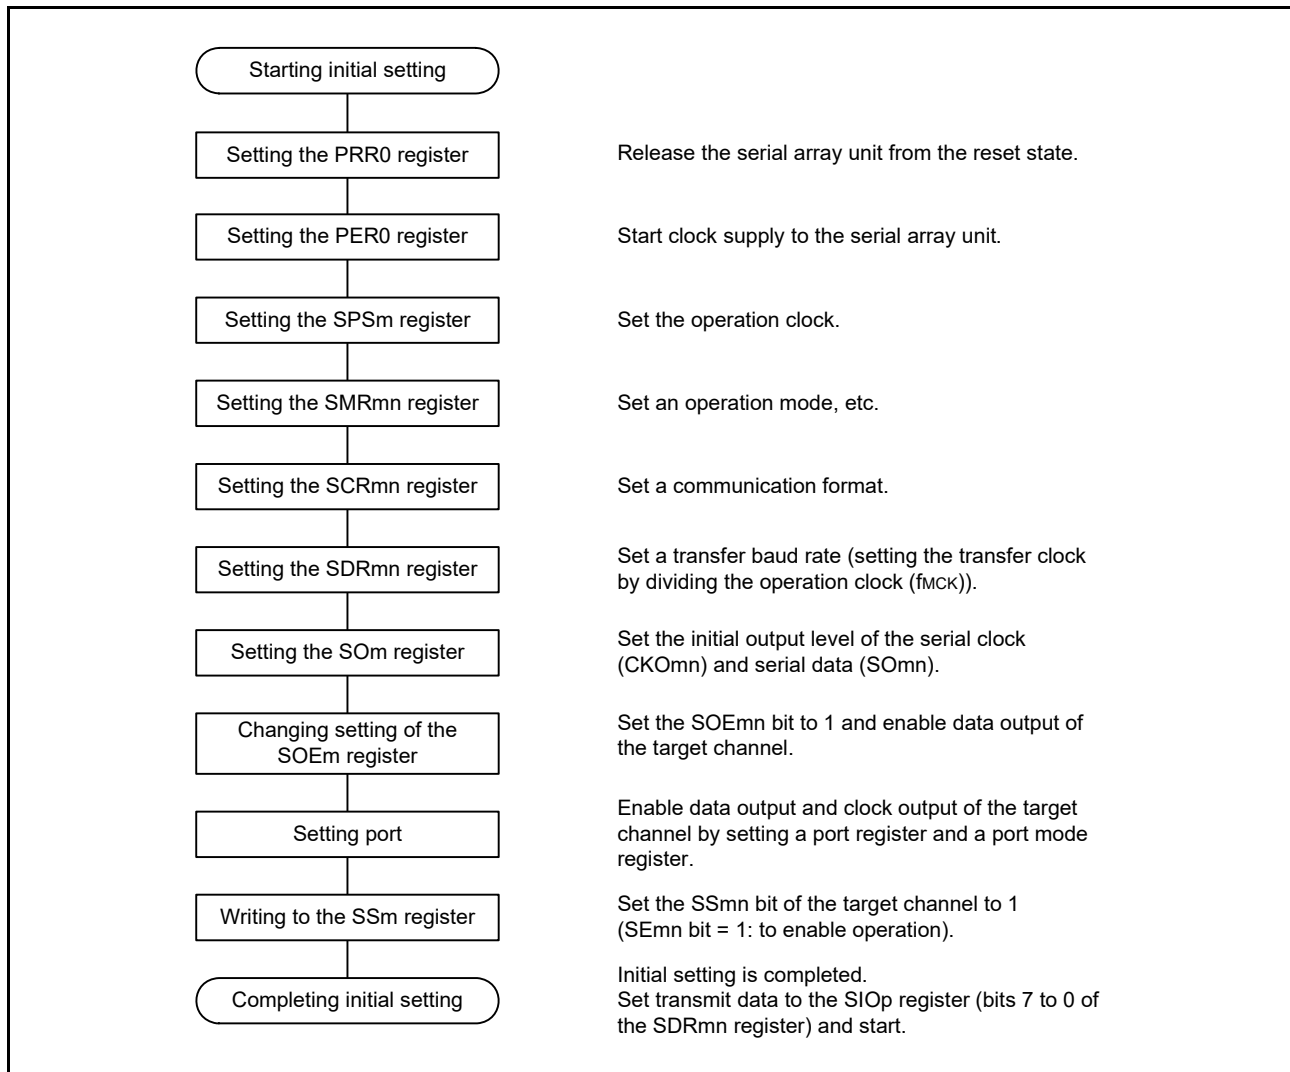 Starting initial setting
Setting the PRR0 register
Release the serial array unit from the reset state.
Setting the PER0 register
Start clock supply to the serial array unit.
Setting the SPSm register
Set the operation clock.
Setting the SMRmn register
Set an operation mode, etc.
Setting the SCRmn register
Set a communication format.
Setting the SDRmn register
Set a transfer baud rate (setting the transfer clock
by dividing the operation clock (fMCK)).
Setting the SOm register
Set the initial output level of the serial clock
(CKOmn) and serial data (SOmn).
Changing setting of the
SOEm register
Set the SOEmn bit to 1 and enable data output of
the target channel.
Setting port
Enable data output and clock output of the target
channel by setting a port register and a port mode
register.
Writing to the SSm register
Set the SSmn bit of the target channel to 1
(SEmn bit = 1: to enable operation).
Completing initial setting
Initial setting is completed.
Set transmit data to the SIOp register (bits 7 to 0 of
the SDRmn register) and start.